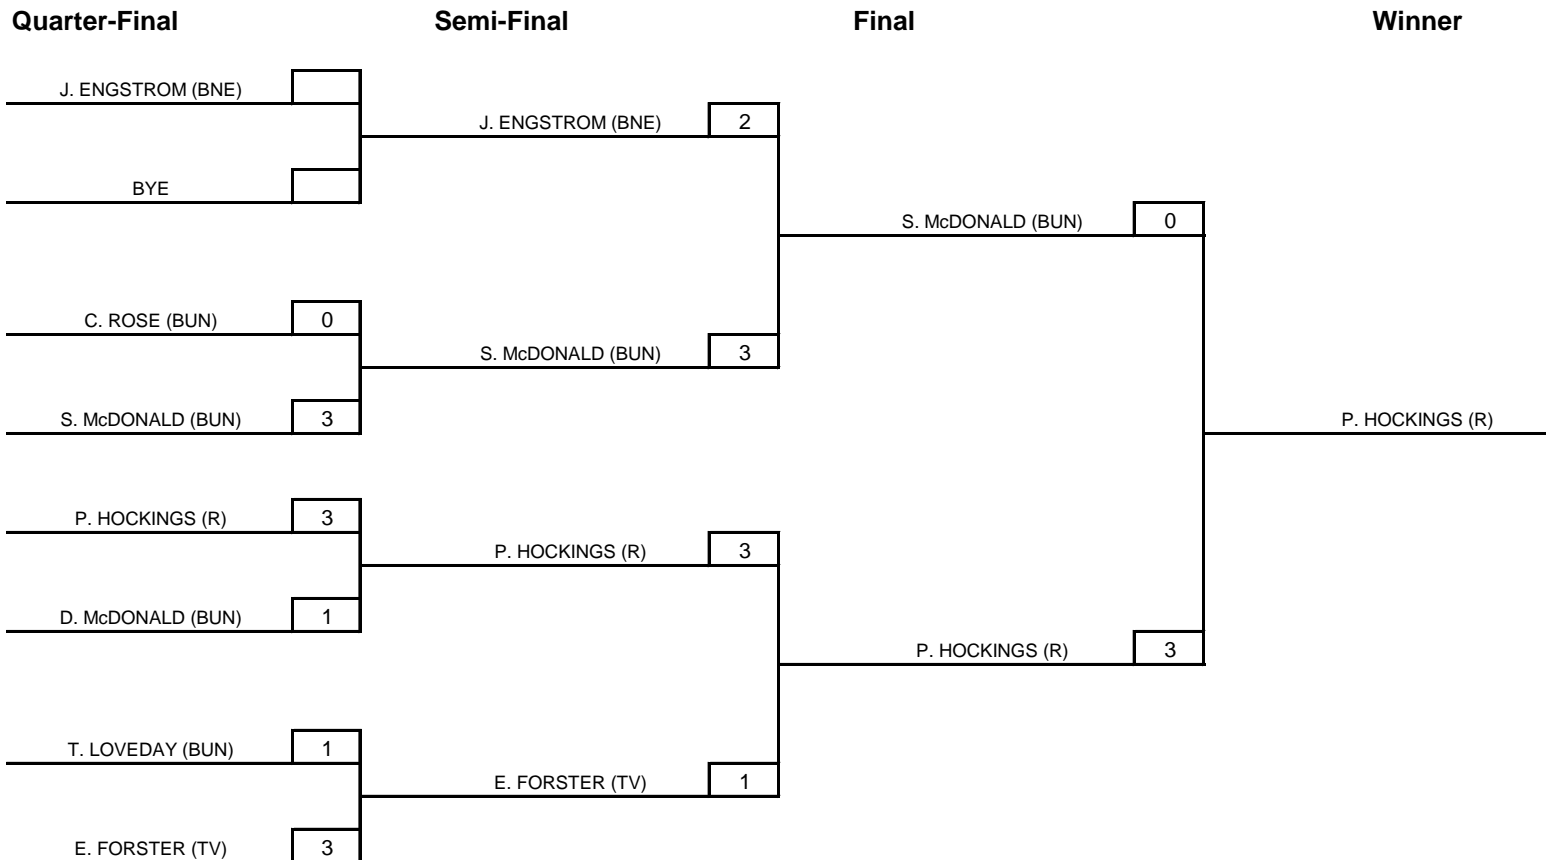 Quarter-Final Semi-Final Final Winner
J. ENGSTROM (BNE)
J. ENGSTROM (BNE) 2
BYE
S. McDONALD (BUN) 0
C. ROSE (BUN) 0
S. McDONALD (BUN) 3
S. McDONALD (BUN) 3
P. HOCKINGS (R)
P. HOCKINGS (R) 3
P. HOCKINGS (R) 3
D. McDONALD (BUN) 1
P. HOCKINGS (R) 3
T. LOVEDAY (BUN) 1
E. FORSTER (TV) 1
E. FORSTER (TV) 3